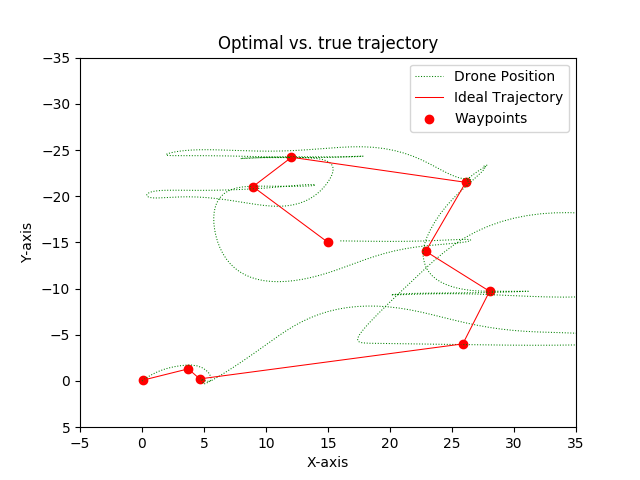 Optimal vs. true trajectory
Drone Position
Ideal Trajectory
Waypoints
Y-axis
−35
−30
−25
−20
−15
−10
−5
0
5
−5 0 5 10 15 20 25 30 35
X-axis